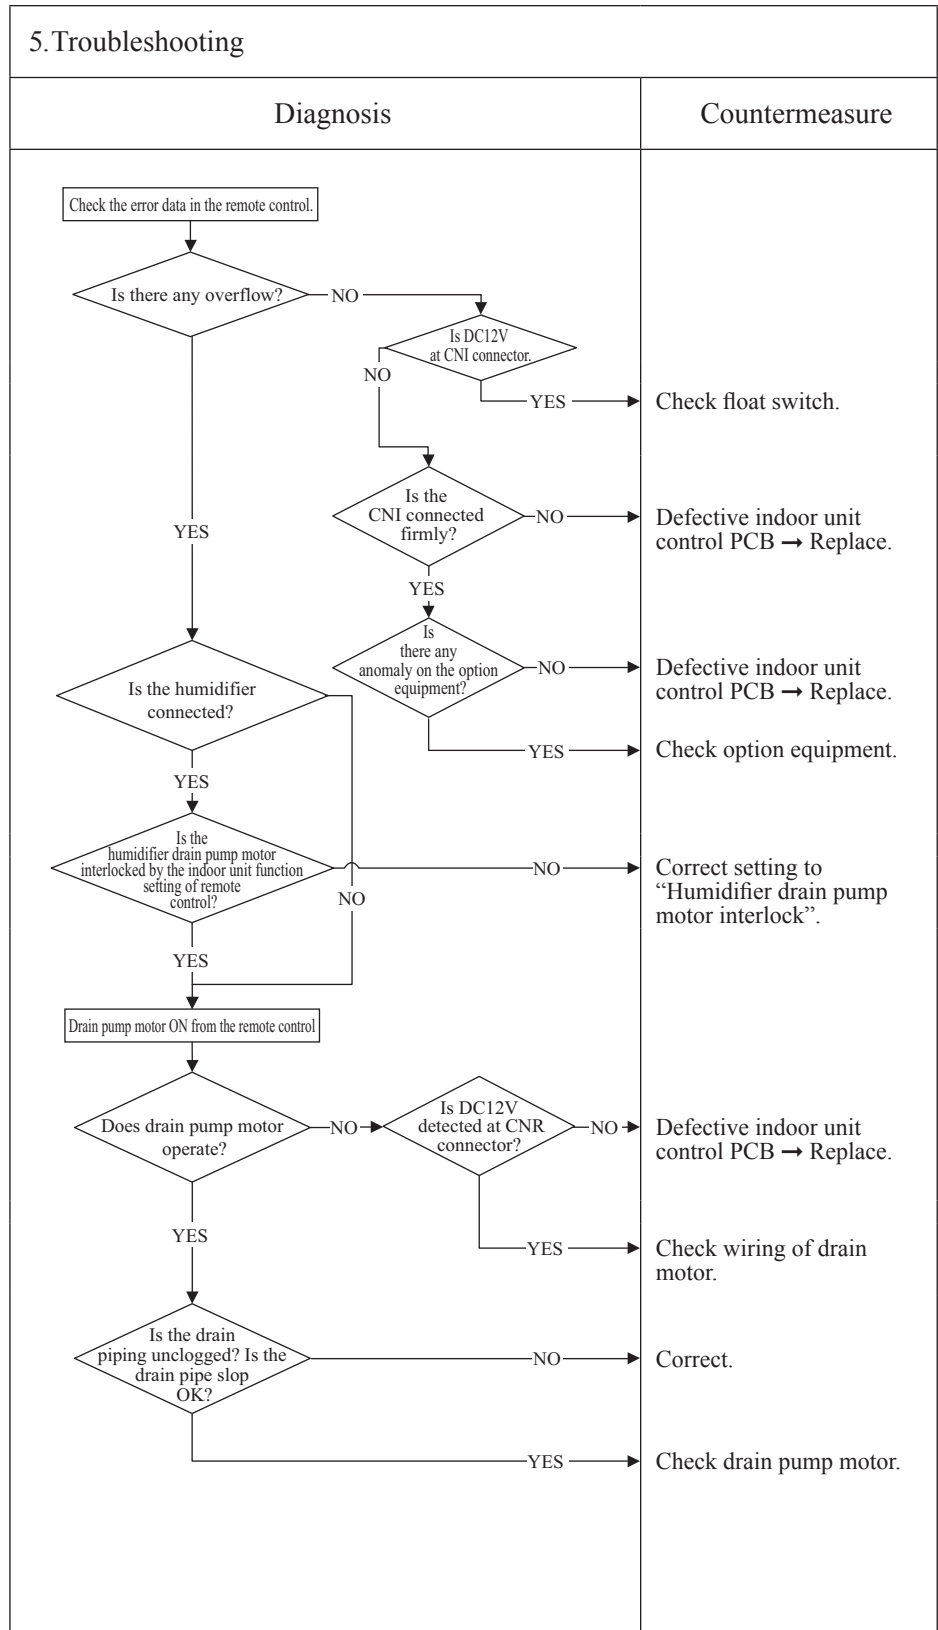 5.Troubleshooting
Diagnosis
Countermeasure
Check the error data in the remote control.
Is there any overflow?
NO
Is DC12V
at CNI connector.
NO
YES
Check float switch.
Is the
CNI connected
firmly?
NO
Defective indoor unit
control PCB ➞ Replace.
YES
YES
Is
there any
anomaly on the option
equipment?
NO
Defective indoor unit
control PCB ➞ Replace.
Is the humidifier
connected?
YES
Check option equipment.
YES
Is the
humidifier drain pump motor
interlocked by the indoor unit function
setting of remote
control?
NO
Correct setting to
“Humidifier drain pump
motor interlock”.
NO
YES
Drain pump motor ON from the remote control
Does drain pump motor
operate?
NO
Is DC12V
detected at CNR
connector?
NO
Defective indoor unit
control PCB ➞ Replace.
YES
YES
Check wiring of drain
motor.
Is the drain
piping unclogged? Is the
drain pipe slop
OK?
NO
Correct.
YES
Check drain pump motor.